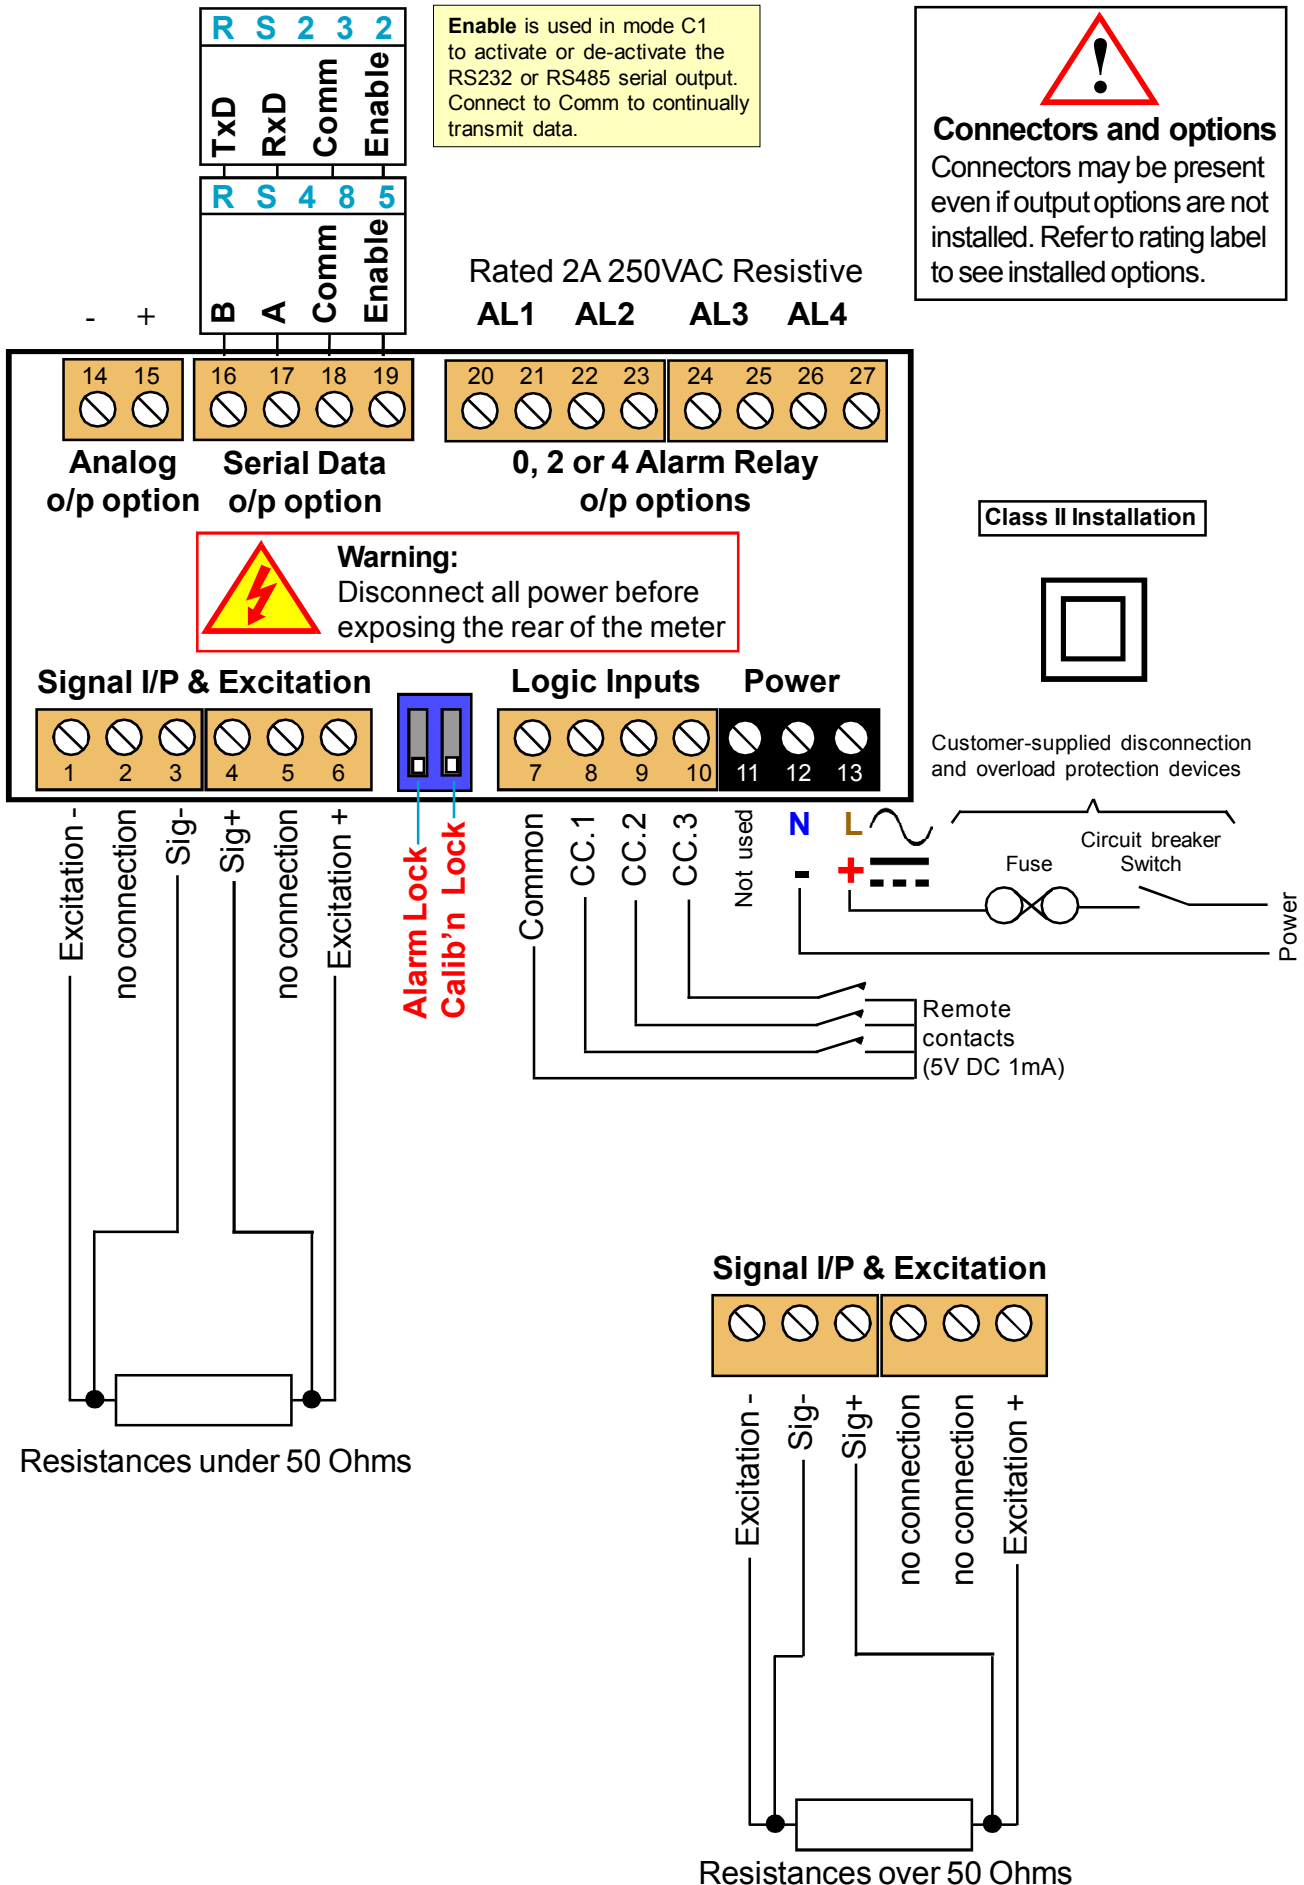 R S 2 3 2
TxD
RxD
Comm
Enable
R S 4 8 5
B
A
Comm
Enable
Enable is used in mode C1
to activate or de-activate the
RS232 or RS485 serial output.
Connect to Comm to continually
transmit data.
!
Connectors and options
Connectors may be present
even if output options are not
installed. Refer to rating label
to see installed options.
Rated 2A 250VAC Resistive
- +
AL1 AL2 AL3 AL4
14 15 16 17 18 19 20 21 22 23 24 25 26 27
Analog
o/p option
Serial Data
o/p option
0, 2 or 4 Alarm Relay
o/p options
Class II Installation
Warning:
Disconnect all power before
exposing the rear of the meter
Signal I/P & Excitation
Logic Inputs
Power
1 2 3 4 5 6 7 8 9 10 11 12 13
Customer-supplied disconnection
and overload protection devices
Excitation -
no connection
Sig-
Sig+
no connection
Excitation +
Alarm Lock
Calib'n Lock
Common
CC.1
CC.2
CC.3
Not used
N L
- +
Fuse
Circuit breaker
Switch
Power
Remote
contacts
(5V DC 1mA)
Resistances under 50 Ohms
Signal I/P & Excitation
Excitation -
Sig-
Sig+
no connection
no connection
Excitation +
Resistances over 50 Ohms